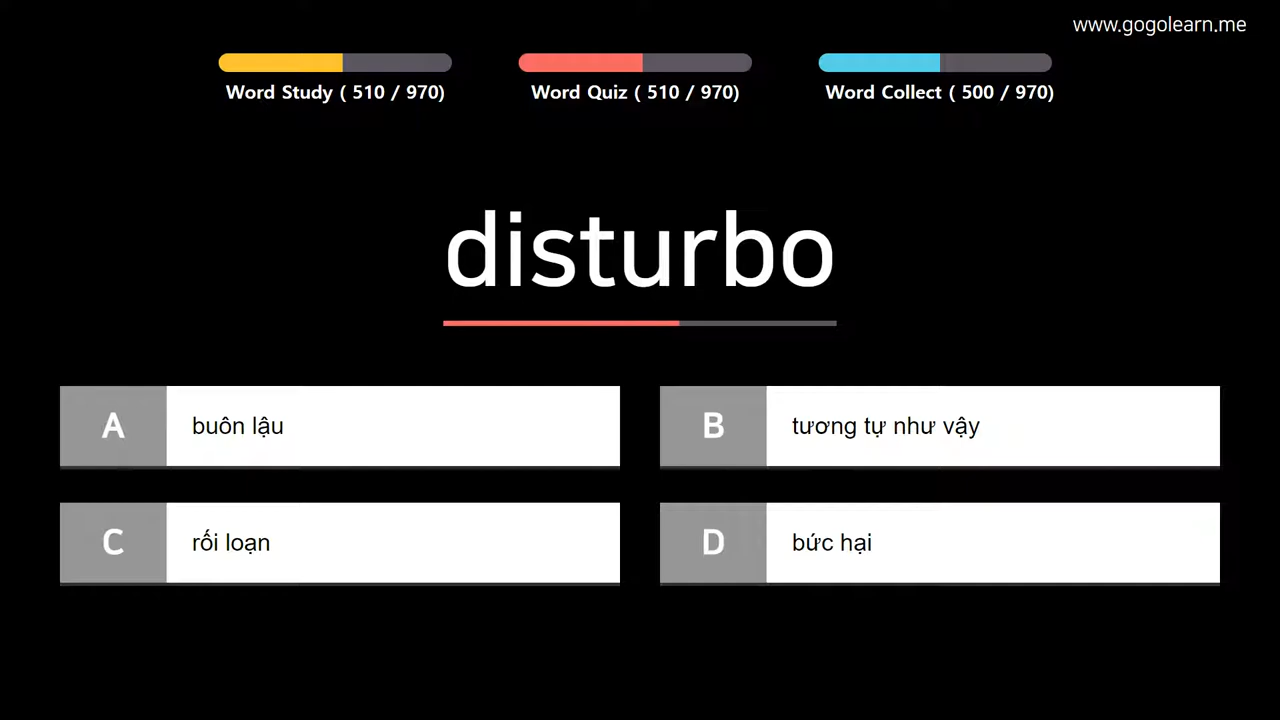 www.gogolearn.me
Word Study ( 510 / 970)
Word Quiz ( 510 / 970)
Word Collect ( 500 / 970)
disturbo
A
buôn lậu
B
tương tự như vậy
C
rối loạn
D
bức hại